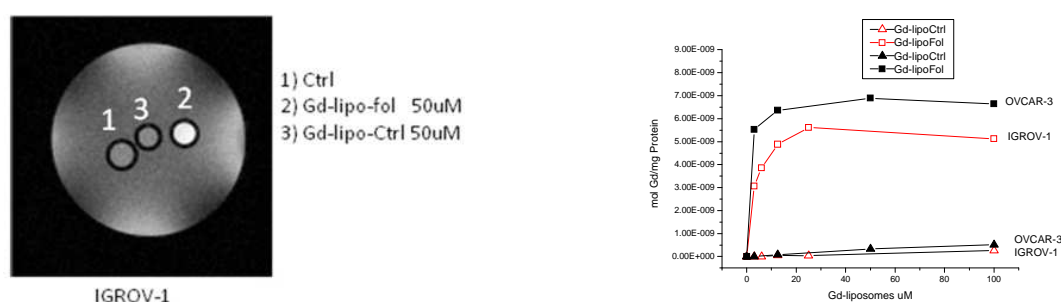 1 3 2
1) Ctrl
2) Gd-lipo-fol 50uM
3) Gd-lipo-Ctrl 50uM
IGROV-1
Gd-lipoCtrl
Gd-lipoFol
Gd-lipoCtrl
Gd-lipoFol
9.00E-009
8.00E-009
7.00E-009
6.00E-009
5.00E-009
4.00E-009
3.00E-009
2.00E-009
1.00E-009
0.00E+000
mol Gd/mg Protein
OVCAR-3
IGROV-1
OVCAR-3
IGROV-1
0 20 40 60 80 100
Gd-liposomes uM